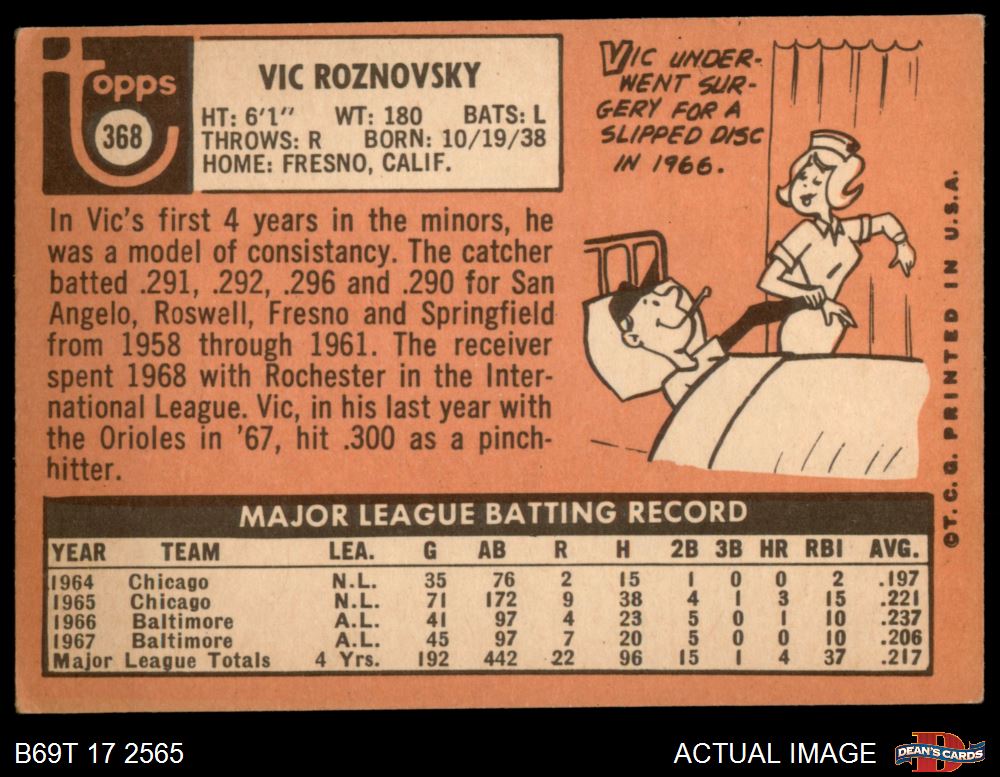 topps
368
VIC ROZNOVSKY
HT: 6'1" WT: 180 BATS: L
THROWS: R BORN: 10/19/38
HOME: FRESNO, CALIF.
VIC UNDER-
WENT SUR-
GERY FOR A
SLIPPED DISC
IN 1966.
In Vic's first 4 years in the minors, he
was a model of consistancy. The catcher
batted .291, .292, .296 and .290 for San
Angelo, Roswell, Fresno and Springfield
from 1958 through 1961. The receiver
spent 1968 with Rochester in the Inter-
national League. Vic, in his last year with
the Orioles in '67, hit .300 as a pinch-
hitter.
©T. C. G. PRINTED IN U.S.A.
MAJOR LEAGUE BATTING RECORD
YEAR TEAM LEA. G AB R H 2B 3B HR RBI AVG.
1964 Chicago N.L. 35 76 2 15 1 0 0 2 .197
1965 Chicago N.L. 71 172 9 38 4 1 3 15 .221
1966 Baltimore A.L. 41 97 4 23 5 0 1 10 .237
1967 Baltimore A.L. 45 97 7 20 5 0 0 10 .206
Major League Totals 4 Yrs. 192 442 22 96 15 1 4 37 .217
B69T 17 2565
ACTUAL IMAGE
D
DEAN'S CARDS